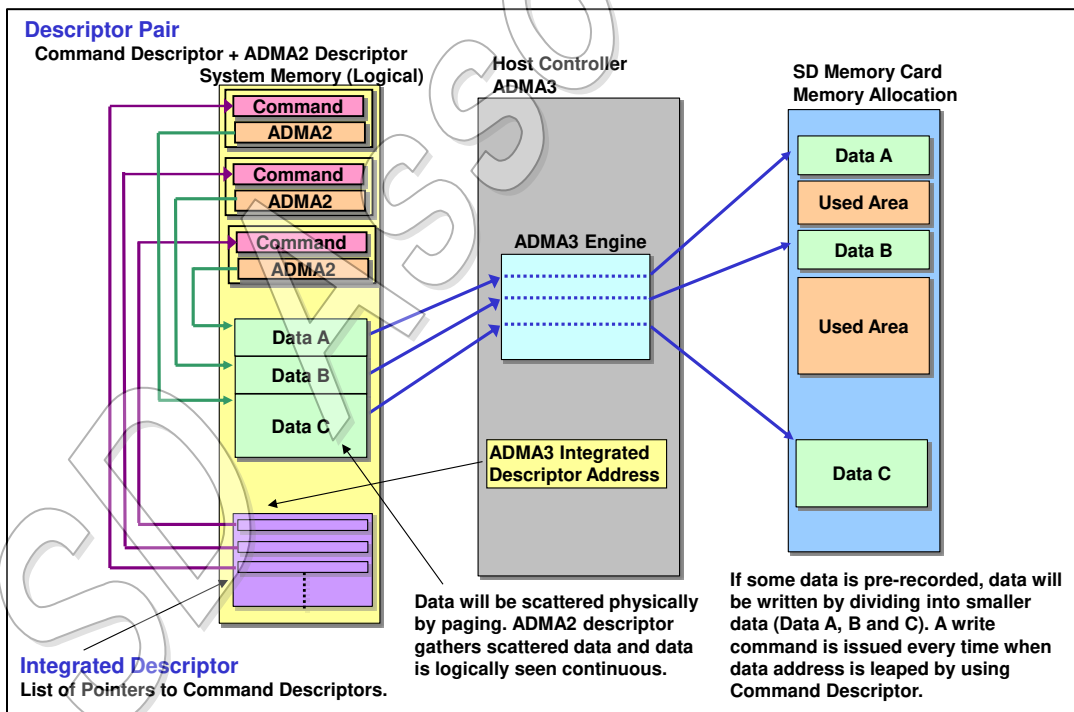 Descriptor Pair
Command Descriptor + ADMA2 Descriptor
System Memory (Logical)
Command
ADMA2
Command
ADMA2
Command
ADMA2
Data A
Data B
Data C
Host Controller
ADMA3
ADMA3 Engine
ADMA3 Integrated
Descriptor Address
SD Memory Card
Memory Allocation
Data A
Used Area
Data B
Used Area
Data C
Integrated Descriptor
List of Pointers to Command Descriptors.
Data will be scattered physically
by paging. ADMA2 descriptor
gathers scattered data and data
is logically seen continuous.
If some data is pre-recorded, data will
be written by dividing into smaller
data (Data A, B and C). A write
command is issued every time when
data address is leaped by using
Command Descriptor.
SD Asso